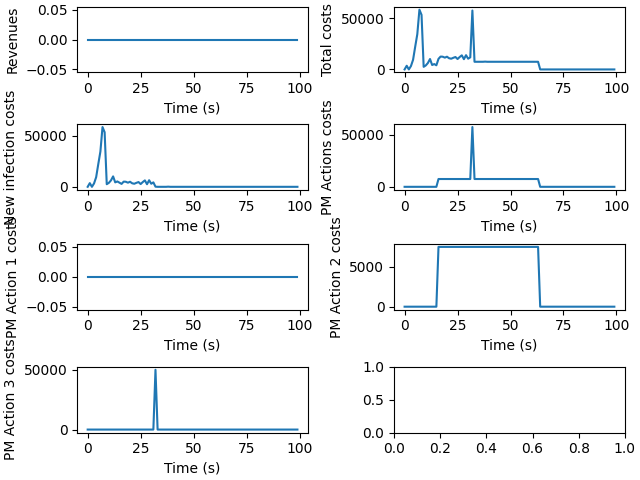 Revenues
0.05
0.00
−0.05
0 25 50 75 100
Time (s)
Total costs
50000
0
0 25 50 75 100
Time (s)
New infection costs
50000
0
0 25 50 75 100
Time (s)
PM Actions costs
50000
0
0 25 50 75 100
Time (s)
PM Action 1 costs
0.05
0.00
−0.05
0 25 50 75 100
Time (s)
PM Action 2 costs
5000
0
0 25 50 75 100
Time (s)
PM Action 3 costs
50000
0
0 25 50 75 100
Time (s)
1.0
0.5
0.0
0.0 0.2 0.4 0.6 0.8 1.0